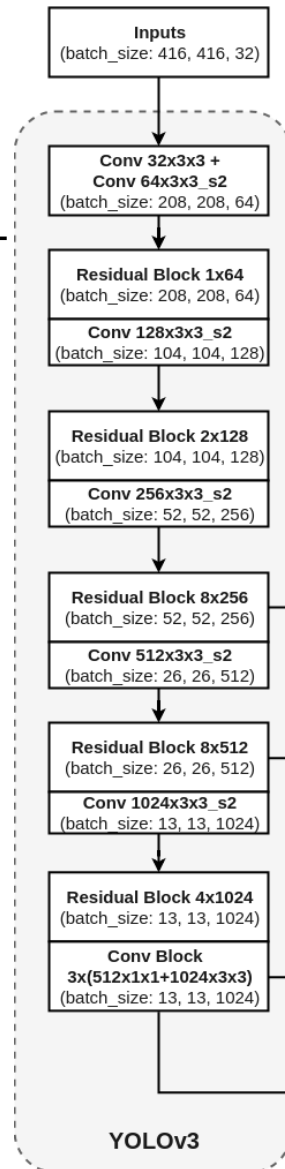 Inputs
(batch_size: 416, 416, 32)
Conv 32x3x3 +
Conv 64x3x3_s2
(batch_size: 208, 208, 64)
Residual Block 1x64
(batch_size: 208, 208, 64)
Conv 128x3x3_s2
(batch_size: 104, 104, 128)
Residual Block 2x128
(batch_size: 104, 104, 128)
Conv 256x3x3_s2
(batch_size: 52, 52, 256)
Residual Block 8x256
(batch_size: 52, 52, 256)
Conv 512x3x3_s2
(batch_size: 26, 26, 512)
Residual Block 8x512
(batch_size: 26, 26, 512)
Conv 1024x3x3_s2
(batch_size: 13, 13, 1024)
Residual Block 4x1024
(batch_size: 13, 13, 1024)
Conv Block
3x(512x1x1+1024x3x3)
(batch_size: 13, 13, 1024)
YOLOv3